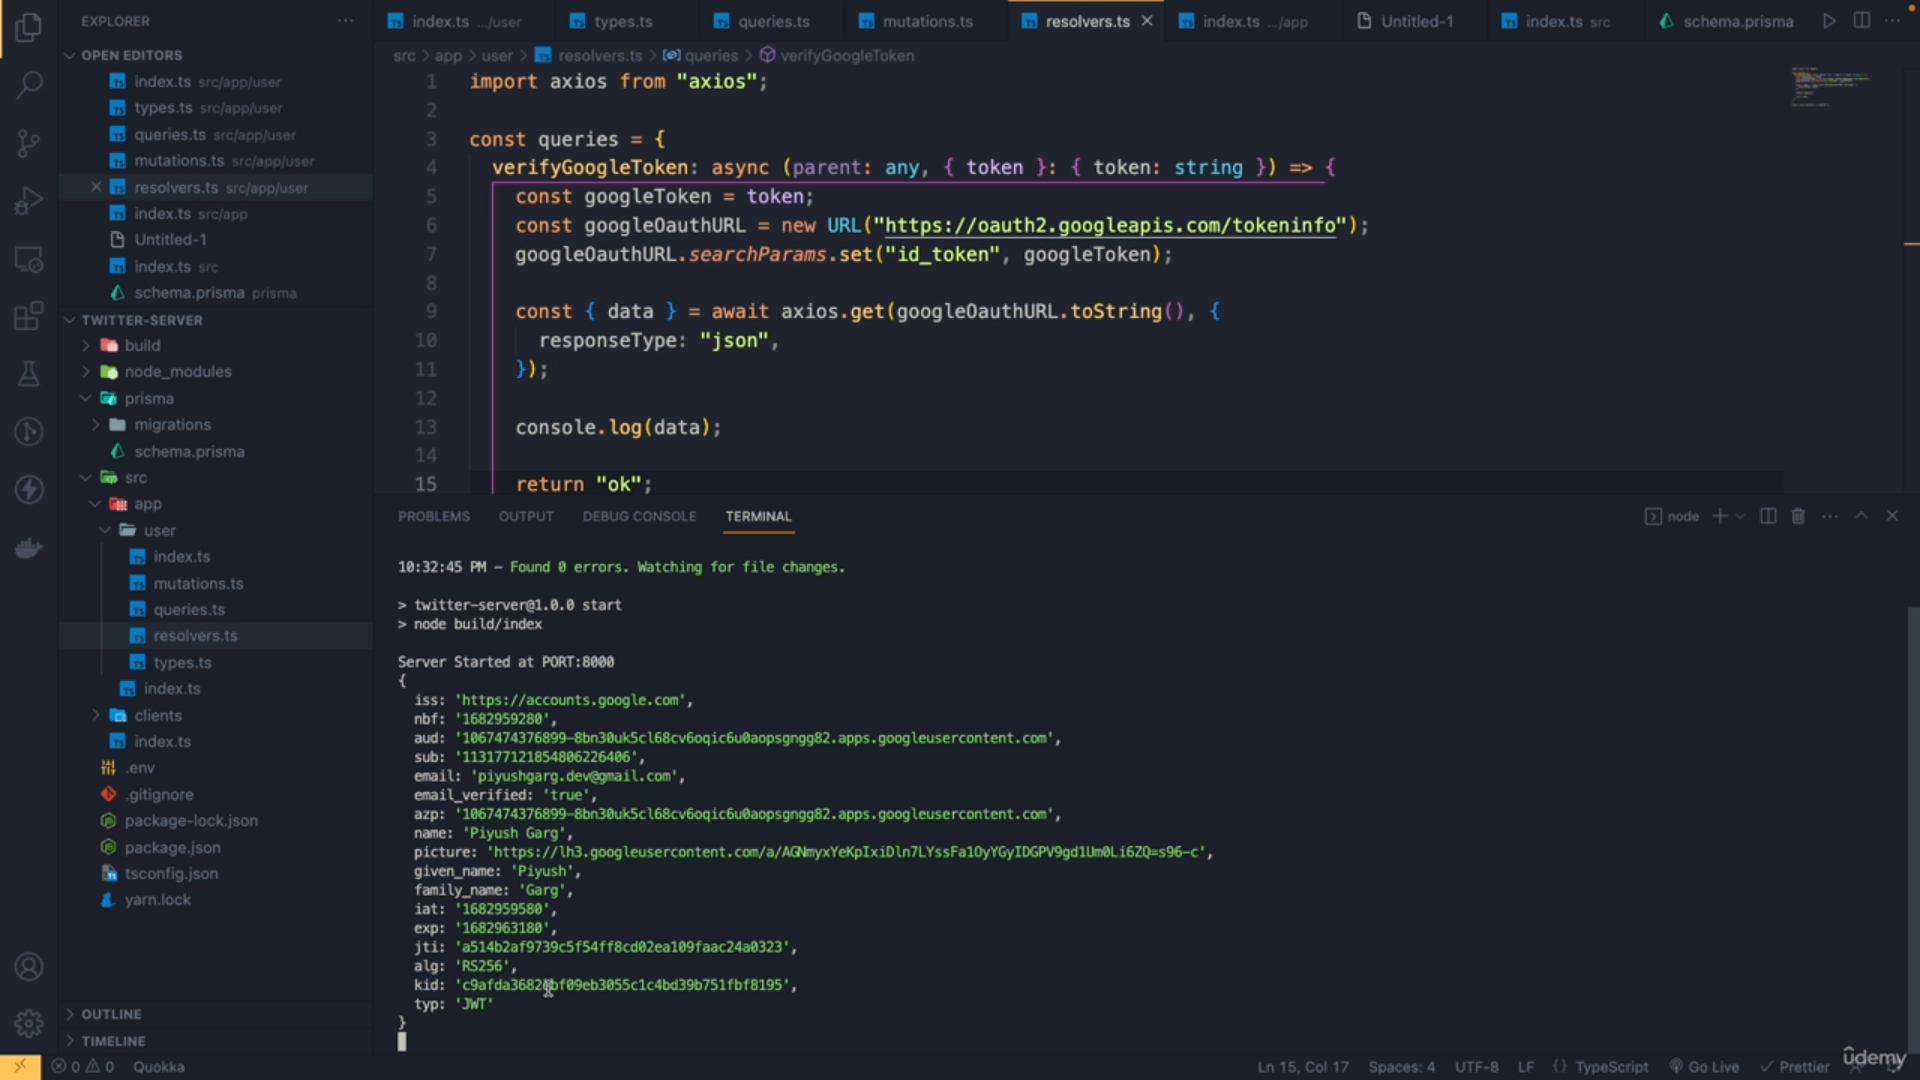 EXPLORER
OPEN EDITORS
index.ts src/app/user
types.ts src/app/user
queries.ts src/app/user
mutations.ts src/app/user
resolvers.ts src/app/user
index.ts src/app
Untitled-1
index.ts src
schema.prisma prisma
TWITTER-SERVER
build
node_modules
prisma
migrations
schema.prisma
src
app
user
index.ts
mutations.ts
queries.ts
resolvers.ts
types.ts
index.ts
clients
index.ts
.env
.gitignore
package-lock.json
package.json
tsconfig.json
yarn.lock
OUTLINE
TIMELINE
index.ts .../user types.ts queries.ts mutations.ts resolvers.ts index.ts .../app Untitled-1 index.ts src schema.prisma
src > app > user > resolvers.ts > queries > verifyGoogleToken
1 import axios from "axios";
2
3 const queries = {
4 verifyGoogleToken: async (parent: any, { token }: { token: string }) => {
5 const googleToken = token;
6 const googleOauthURL = new URL("https://oauth2.googleapis.com/tokeninfo");
7 googleOauthURL.searchParams.set("id_token", googleToken);
8
9 const { data } = await axios.get(googleOauthURL.toString(), {
10 responseType: "json",
11 });
12
13 console.log(data);
14
15 return "ok";
PROBLEMS OUTPUT DEBUG CONSOLE TERMINAL node
10:32:45 PM – Found 0 errors. Watching for file changes.
> twitter-server@1.0.0 start
> node build/index
Server Started at PORT:8000
{
iss: 'https://accounts.google.com',
nbf: '1682959280',
aud: '1067474376899-8bn30uk5cl68cv6oqic6u0aopsgngg82.apps.googleusercontent.com',
sub: '113177121854806226406',
email: 'piyushgarg.dev@gmail.com',
email_verified: 'true',
azp: '1067474376899-8bn30uk5cl68cv6oqic6u0aopsgngg82.apps.googleusercontent.com',
name: 'Piyush Garg',
picture: 'https://lh3.googleusercontent.com/a/AGNmyxYeKpIxiDln7LYssFa1OyYGyIDGPV9gd1Um0Li6ZQ=s96-c',
given_name: 'Piyush',
family_name: 'Garg',
iat: '1682959580',
exp: '1682963180',
jti: 'a514b2af9739c5f54ff8cd02ea109faac24a0323',
alg: 'RS256',
kid:
typ: 'JWT'
}
0 0 Quokka Ln 15, Col 17 Spaces: 4 UTF-8 LF {} TypeScript Go Live Prettier
udemy